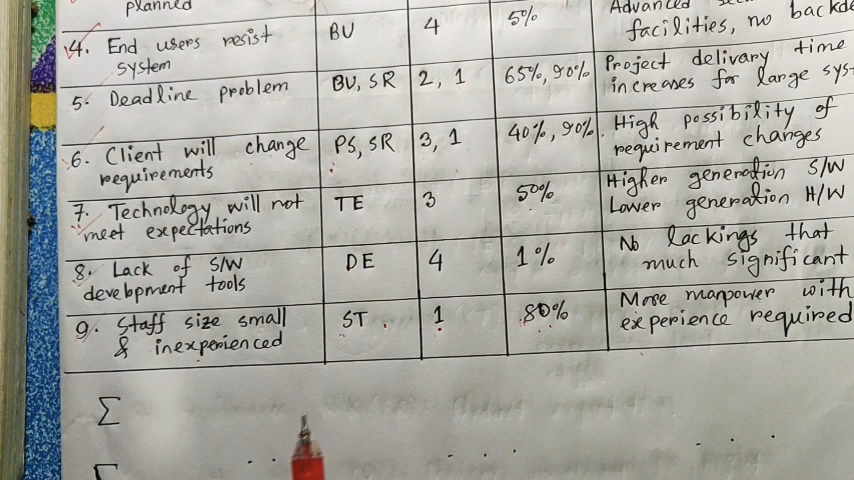 planned
4. End users resist system
BU
4
5%
Advanced
facilities, no backd
5. Deadline problem
BU, SR
2, 1
65%, 90%
Project delivary time
increases for large sys
6. Client will change
requirements
PS, SR
3, 1
40%, 90%.
High possibility of
requirement changes
7. Technology will not
meet expectations
TE
3
50%
Higher generation S/W
Lower generation H/W
8. Lack of S/W
development tools
DE
4
1%
No lackings that
much significant
9. Staff size small
& inexperienced
ST
1
80%
More manpower with
experience required
Σ